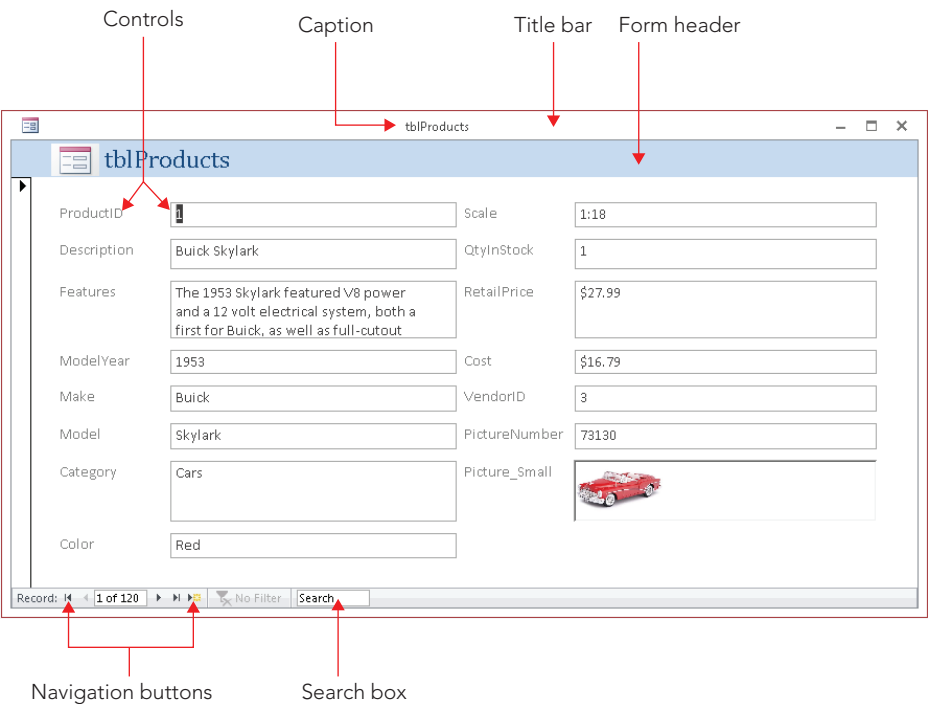 Controls
Caption
Title bar
Form header
tblProducts
tblProducts
ProductID 1
Scale 1:18
Description Buick Skylark
QtyInStock 1
Features The 1953 Skylark featured V8 power
and a 12 volt electrical system, both a
first for Buick, as well as full-cutout
RetailPrice $27.99
ModelYear 1953
Cost $16.79
Make Buick
VendorID 3
Model Skylark
PictureNumber 73130
Category Cars
Picture_Small
Color Red
Record: 1 of 120 No Filter Search
Navigation buttons
Search box